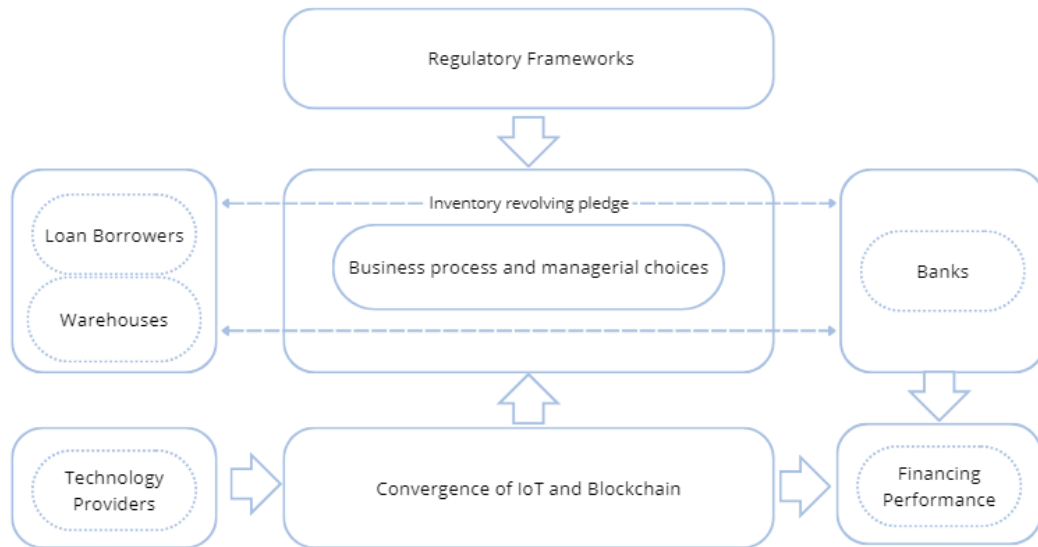 Regulatory Frameworks
Inventory revolving pledge
Loan Borrowers
Business process and managerial choices
Banks
Warehouses
Technology
Providers
Convergence of IoT and Blockchain
Financing
Performance